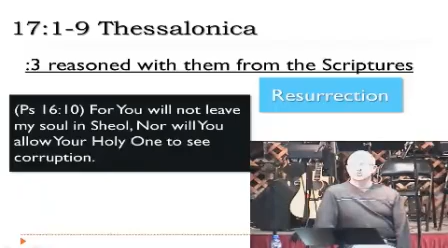 17:1-9 Thessalonica
:3 reasoned with them from the Scriptures
Resurrection
(Ps 16:10) For You will not leave
my soul in Sheol, Nor will You
allow Your Holy One to see
corruption.